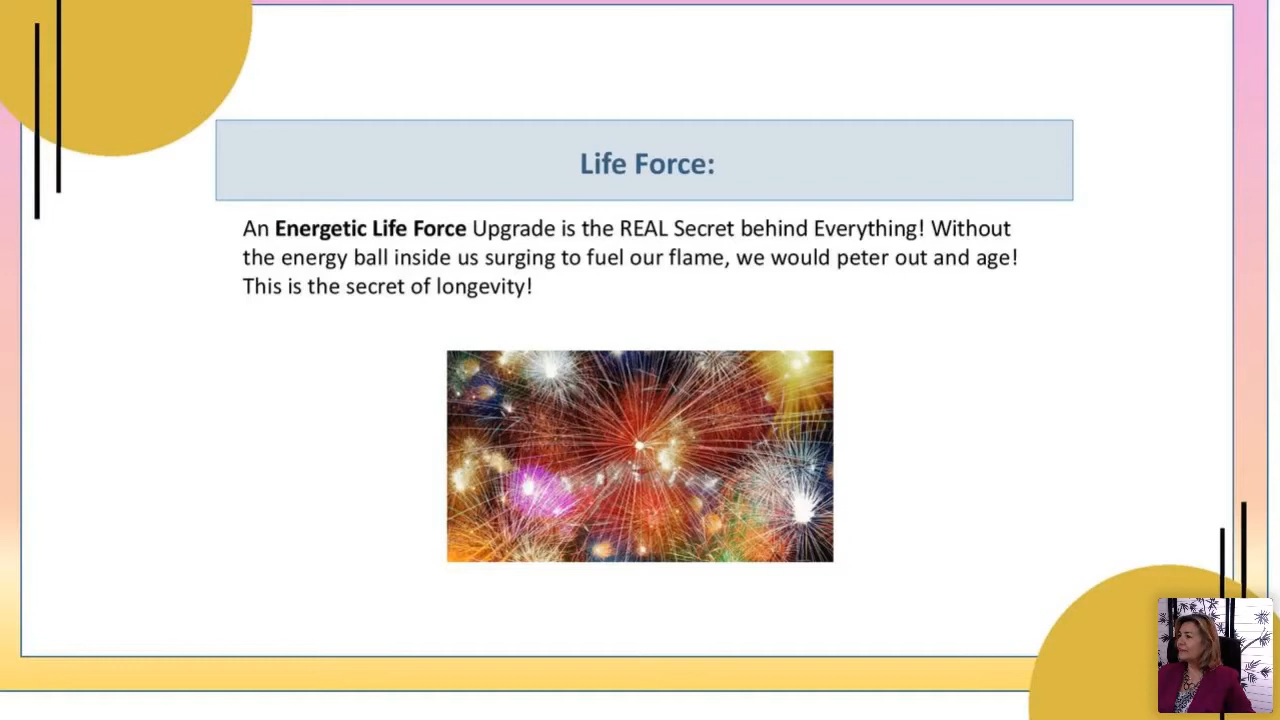 Life Force:
An Energetic Life Force Upgrade is the REAL Secret behind Everything! Without
the energy ball inside us surging to fuel our flame, we would peter out and age!
This is the secret of longevity!